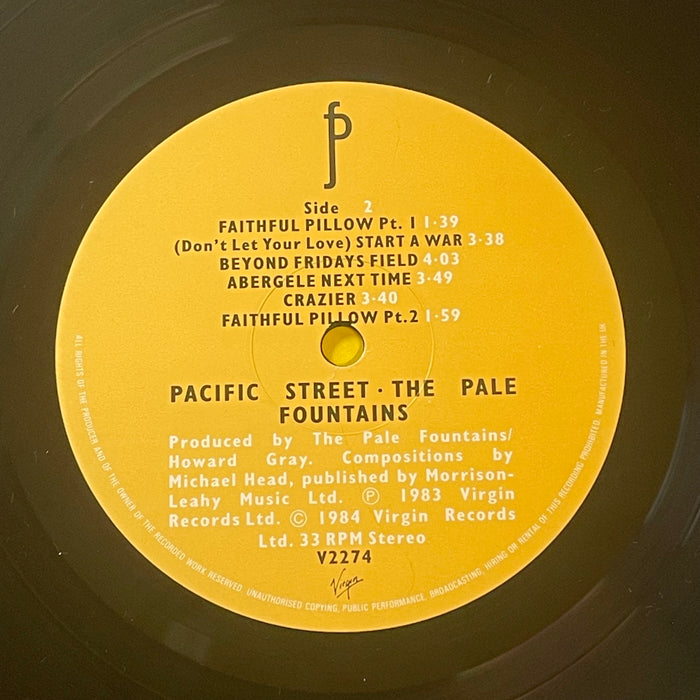 fp
Side 2
FAITHFUL PILLOW Pt. 1 1·39
(Don't Let Your Love) START A WAR 3·38
BEYOND FRIDAYS FIELD 4·03
ABERGELE NEXT TIME 3·49
CRAZIER 3·40
FAITHFUL PILLOW Pt.2 1·59
PACIFIC STREET · THE PALE
FOUNTAINS
Produced by The Pale Fountains/
Howard Gray. Compositions by
Michael Head, published by Morrison-
Leahy Music Ltd. Ⓟ 1983 Virgin
Records Ltd. © 1984 Virgin Records
Ltd. 33 RPM Stereo
V2274
Virgin
ALL RIGHTS OF THE PRODUCER AND OF THE OWNER OF THE RECORDED WORK RESERVED. UNAUTHORISED COPYING, PUBLIC PERFORMANCE, BROADCASTING, HIRING OR RENTAL OF THIS RECORDING PROHIBITED. MANUFACTURED IN THE UK